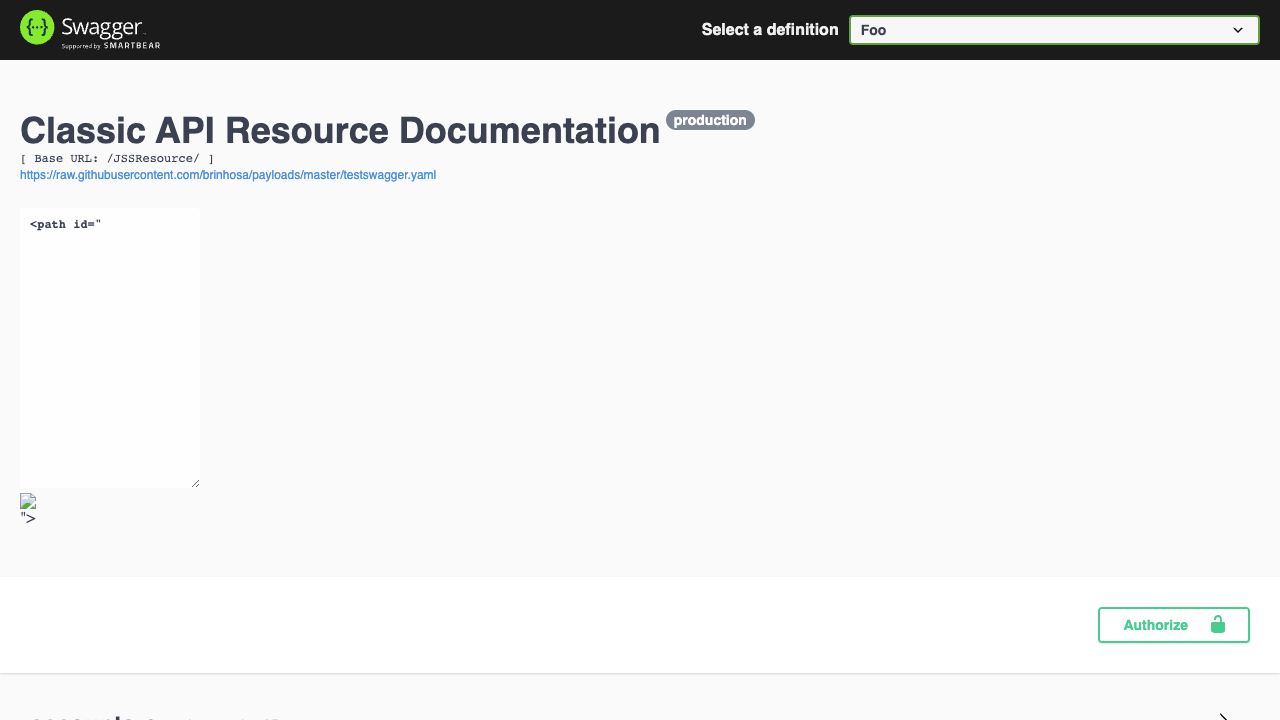 Swagger
Supported by SMARTBEAR
Select a definition
Foo
Classic API Resource Documentation
production
[ Base URL: /JSSResource/ ]
https://raw.githubusercontent.com/brinhosa/payloads/master/testswagger.yaml
<path id="
">
Authorize